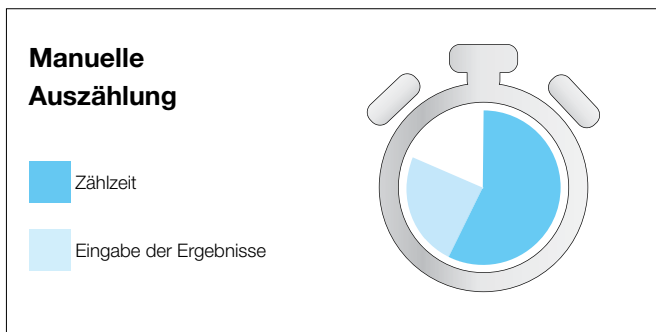 Manuelle
Auszählung
Zählzeit
Eingabe der Ergebnisse